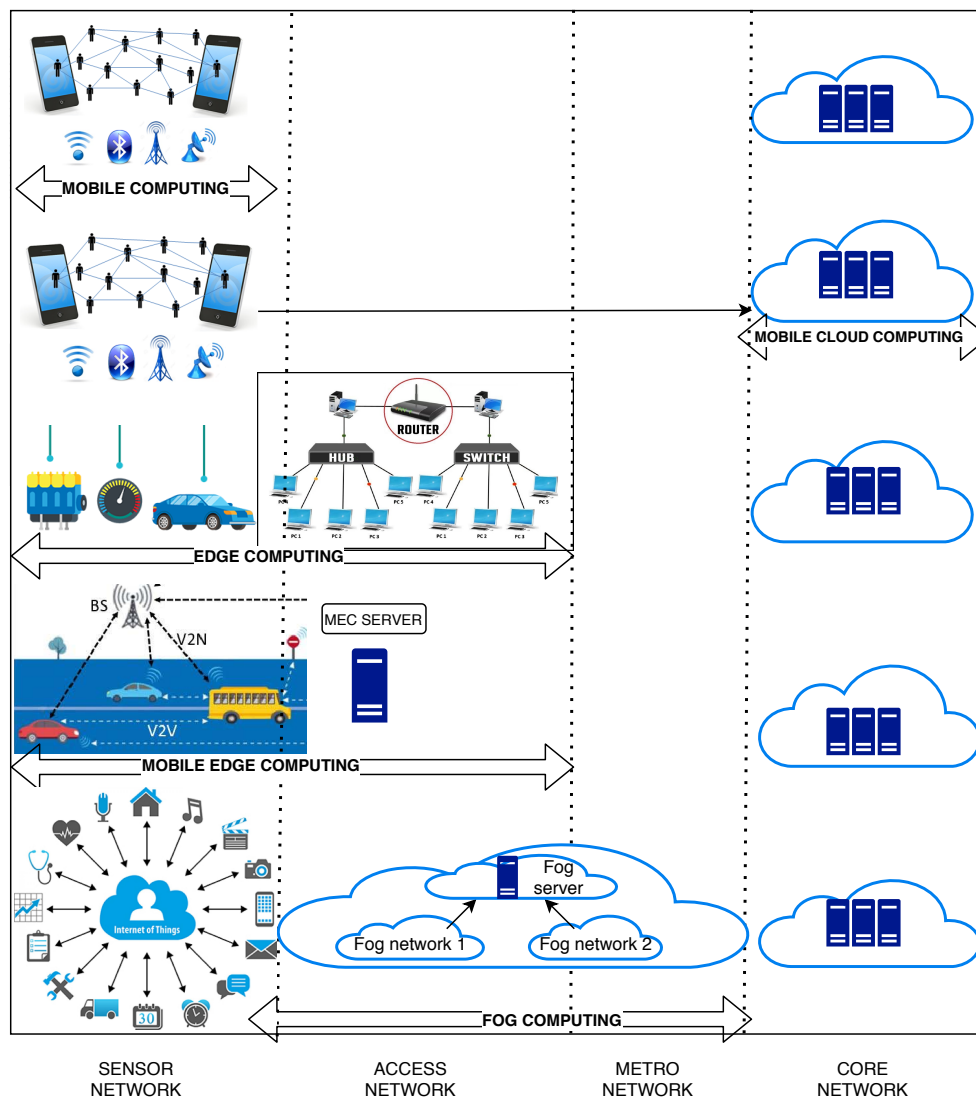 MOBILE COMPUTING
MOBILE CLOUD COMPUTING
ROUTER
HUB
SWITCH
PC 5
PC 4
PC 5
PC 1
PC 2
PC 3
PC 1
PC 2
PC 3
EDGE COMPUTING
BS
V2N
MEC SERVER
V2V
MOBILE EDGE COMPUTING
Internet of Things
30
Fog
server
Fog network 1
Fog network 2
FOG COMPUTING
SENSOR
NETWORK
ACCESS
NETWORK
METRO
NETWORK
CORE
NETWORK